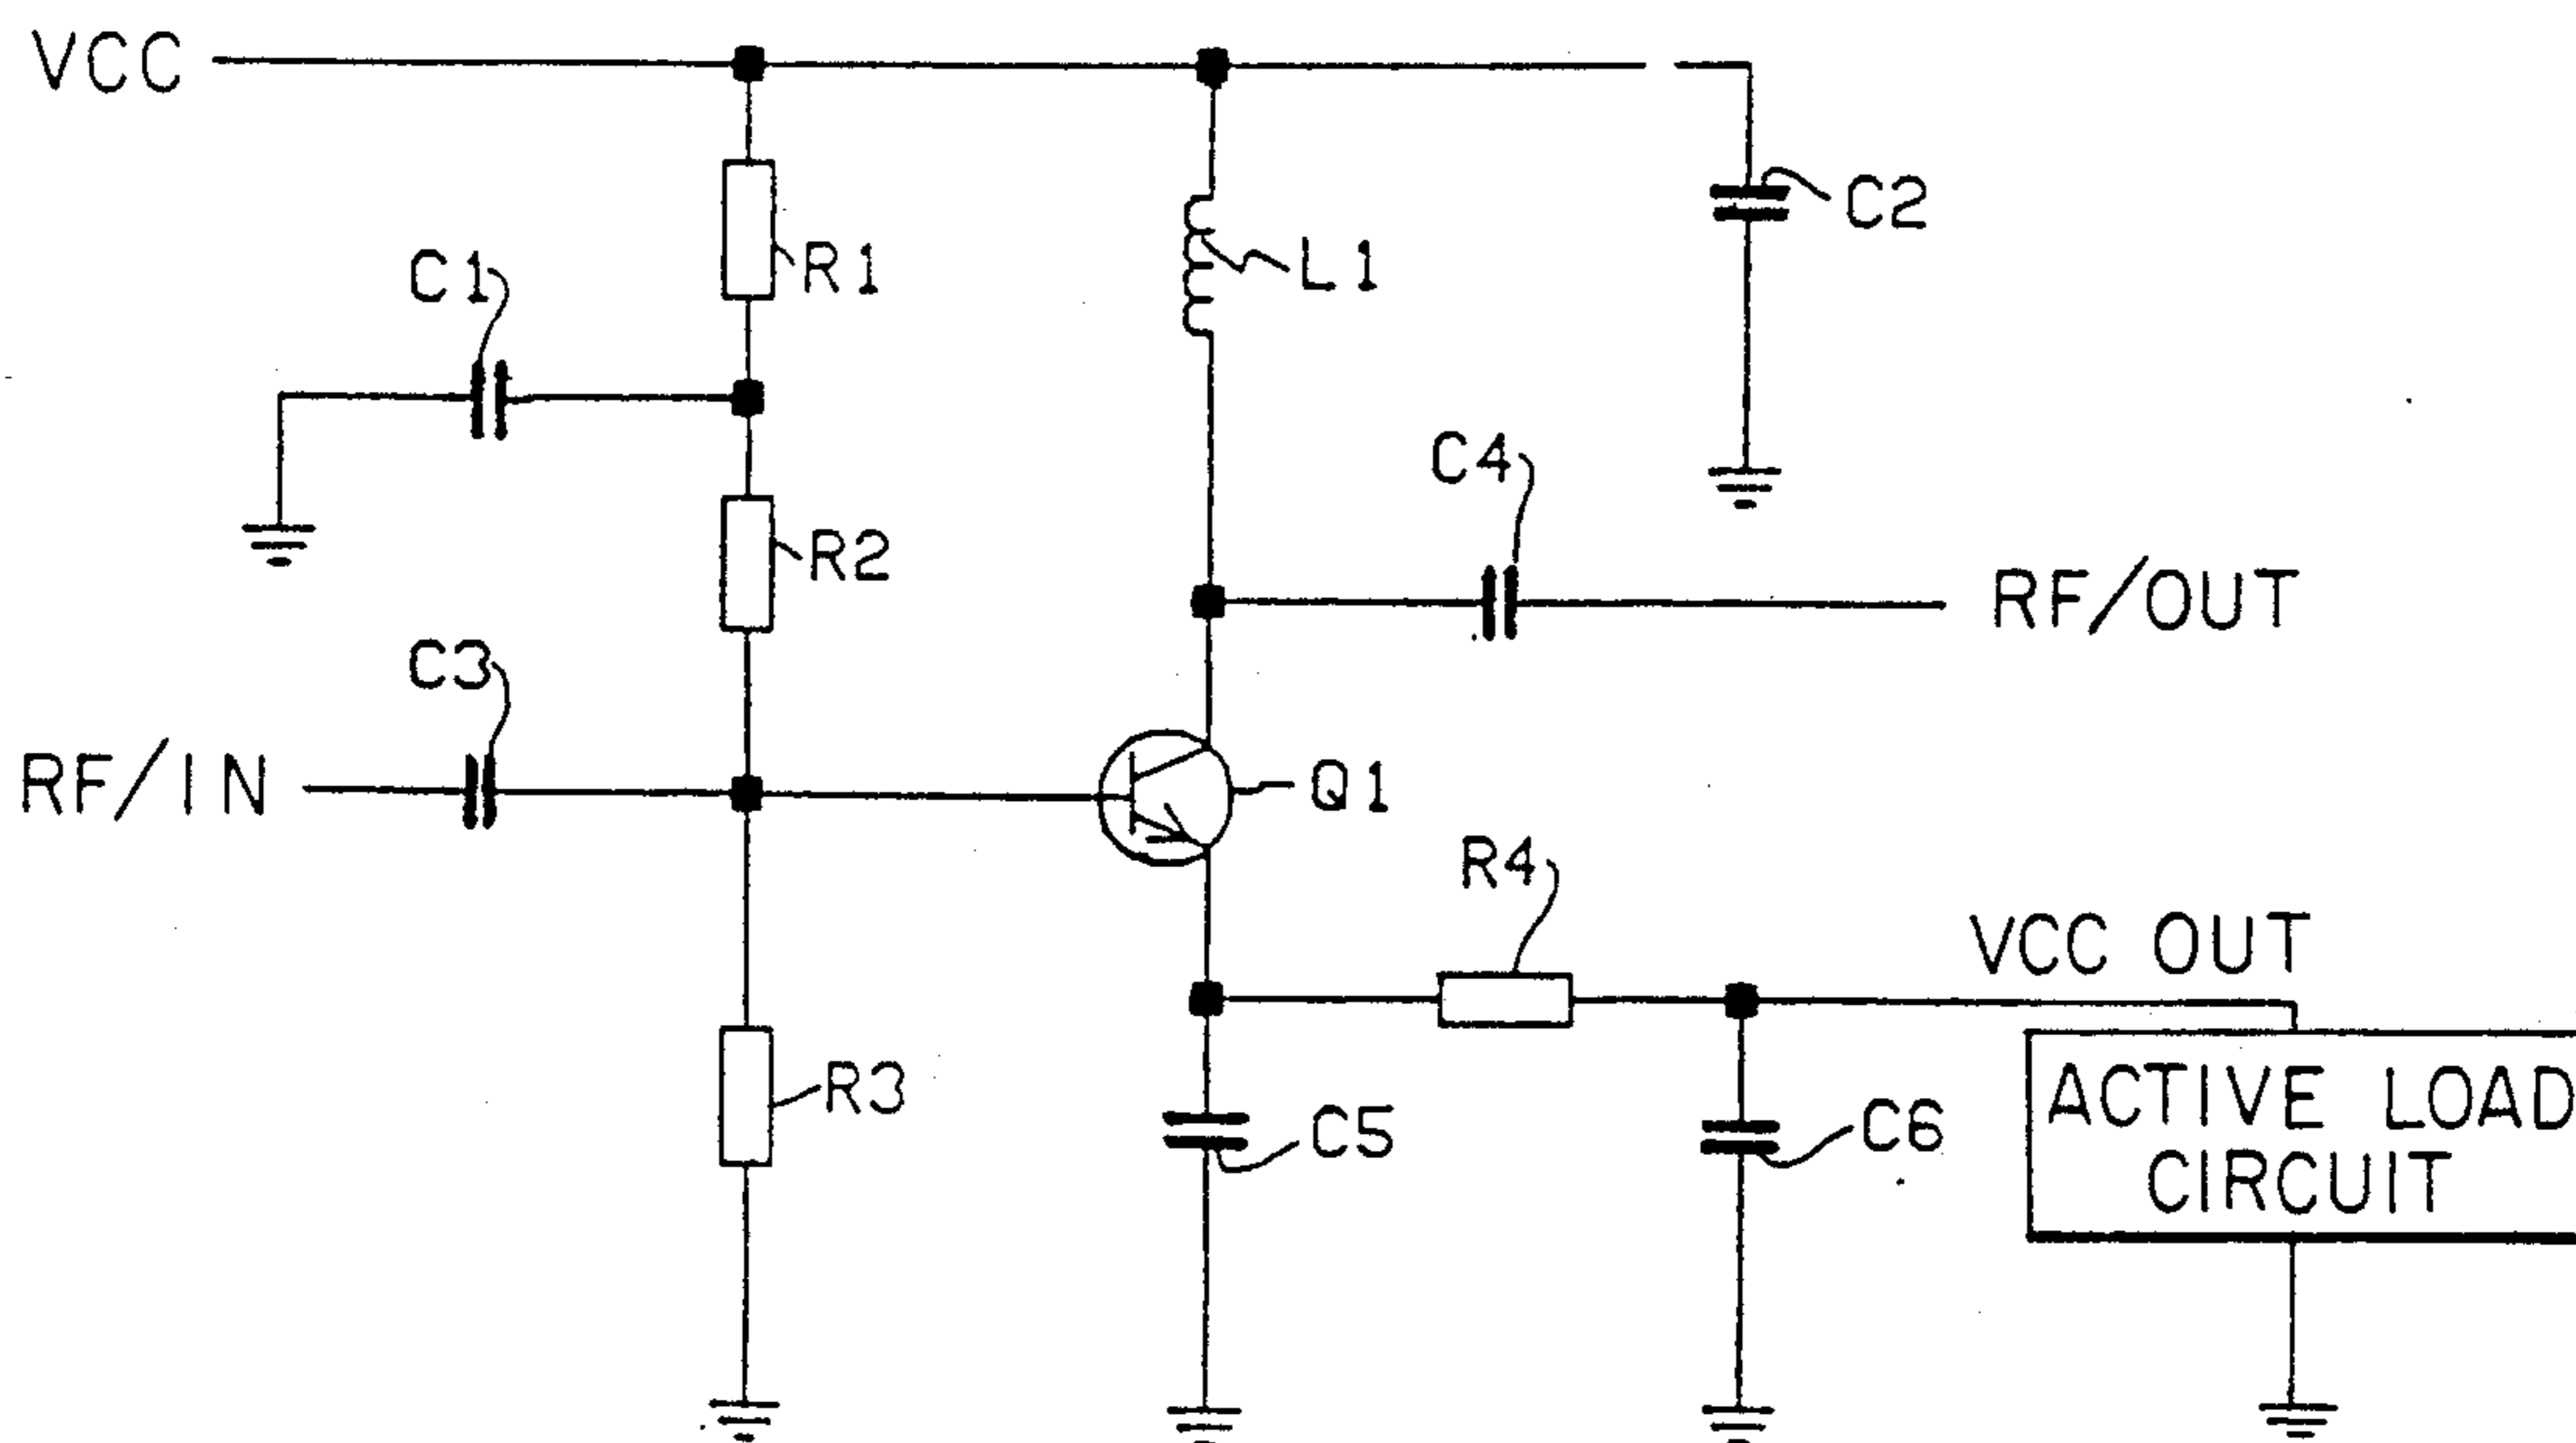 VCC
C2
C1
R1
L1
C4
R2
RF/OUT
C3
RF/IN
Q1
R4
VCC OUT
R3
C5
C6
ACTIVE LOAD
CIRCUIT